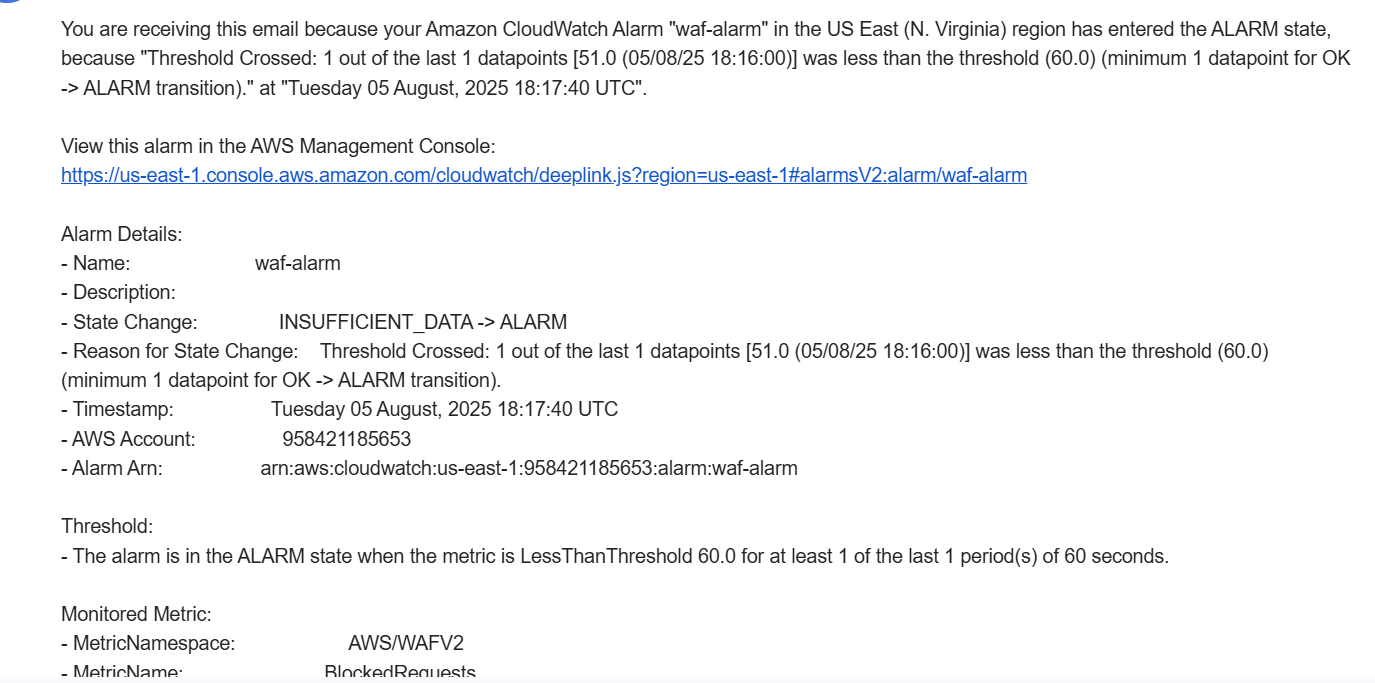 You are receiving this email because your Amazon CloudWatch Alarm "waf-alarm" in the US East (N. Virginia) region has entered the ALARM state,
because "Threshold Crossed: 1 out of the last 1 datapoints [51.0 (05/08/25 18:16:00)] was less than the threshold (60.0) (minimum 1 datapoint for OK
-> ALARM transition)." at "Tuesday 05 August, 2025 18:17:40 UTC".
View this alarm in the AWS Management Console:
https://us-east-1.console.aws.amazon.com/cloudwatch/deeplink.js?region=us-east-1#alarmsV2:alarm/waf-alarm
Alarm Details:
- Name: waf-alarm
- Description:
- State Change: INSUFFICIENT_DATA -> ALARM
- Reason for State Change: Threshold Crossed: 1 out of the last 1 datapoints [51.0 (05/08/25 18:16:00)] was less than the threshold (60.0)
(minimum 1 datapoint for OK -> ALARM transition).
- Timestamp: Tuesday 05 August, 2025 18:17:40 UTC
- AWS Account: 958421185653
- Alarm Arn: arn:aws:cloudwatch:us-east-1:958421185653:alarm:waf-alarm
Threshold:
- The alarm is in the ALARM state when the metric is LessThanThreshold 60.0 for at least 1 of the last 1 period(s) of 60 seconds.
Monitored Metric:
- MetricNamespace: AWS/WAFV2
- MetricName: BlockedRequests